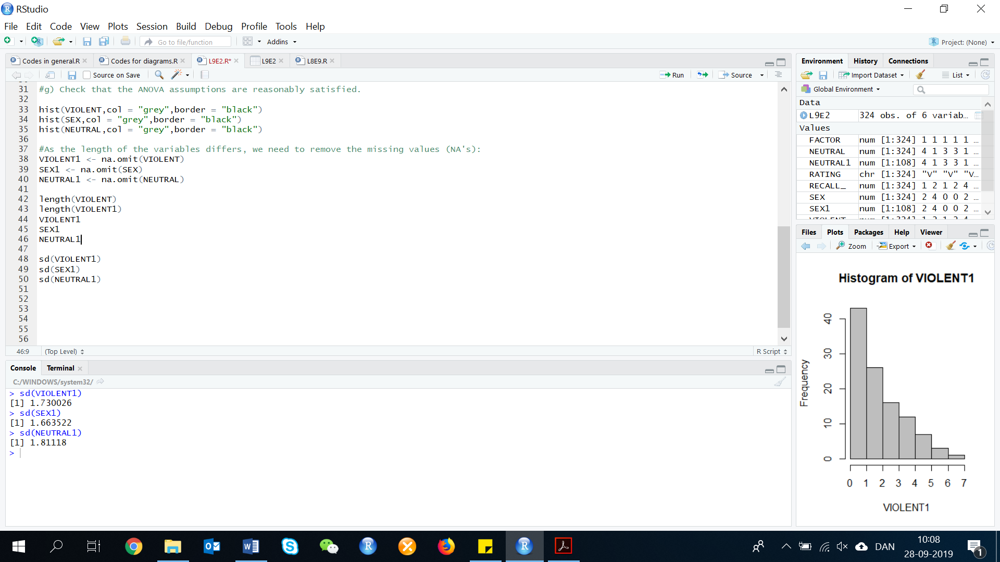 RStudio
File Edit Code View Plots Session Build Debug Profile Tools Help
Go to file/function Addins Project: (None)
Codes in general.R Codes for diagrams.R L9E2.R* L9E2 L8E9.R
Source on Save Run Source
31 #g) Check that the ANOVA assumptions are reasonably satisfied.
32
33 hist(VIOLENT,col = "grey",border = "black")
34 hist(SEX,col = "grey",border = "black")
35 hist(NEUTRAL,col = "grey",border = "black")
36
37 #As the length of the variables differs, we need to remove the missing values (NA's):
38 VIOLENT1 <- na.omit(VIOLENT)
39 SEX1 <- na.omit(SEX)
40 NEUTRAL1 <- na.omit(NEUTRAL)
41
42 length(VIOLENT)
43 length(VIOLENT1)
44 VIOLENT1
45 SEX1
46 NEUTRAL1
47
48 sd(VIOLENT1)
49 sd(SEX1)
50 sd(NEUTRAL1)
51
52
53
54
55
56
46:9 (Top Level) R Script
Console Terminal
C:/WINDOWS/system32/
> sd(VIOLENT1)
[1] 1.730026
> sd(SEX1)
[1] 1.663522
> sd(NEUTRAL1)
[1] 1.81118
>
Environment History Connections
Import Dataset List
Global Environment
Data
L9E2 324 obs. of 6 variab…
Values
FACTOR num [1:324] 1 1 1 1 1 …
NEUTRAL num [1:324] 4 1 3 3 1 …
NEUTRAL1 num [1:108] 4 1 3 3 1 …
RATING chr [1:324] "V" "V" "V…
RECALL_ num [1:324] 1 2 1 2 4 …
SEX num [1:324] 2 4 0 0 2 …
SEX1 num [1:108] 2 4 0 0 2 …
Files Plots Packages Help Viewer
Zoom Export
Histogram of VIOLENT1
Frequency
40
30
20
10
0
0 1 2 3 4 5 6 7
VIOLENT1
DAN
10:08
28-09-2019
1